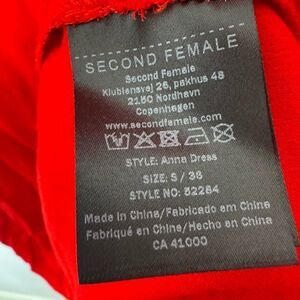 SECOND FEMALE
Second Female
Klubiensvej 26, pakhus 48
2150 Nordhavn
Copenhagen
www.secondfemale.com
STYLE: Anna Dress
SIZE: S / 36
STYLE NO: 52284
Made in China/Fabricado em China
Fabriqué en China/Hecho en China
CA 41000